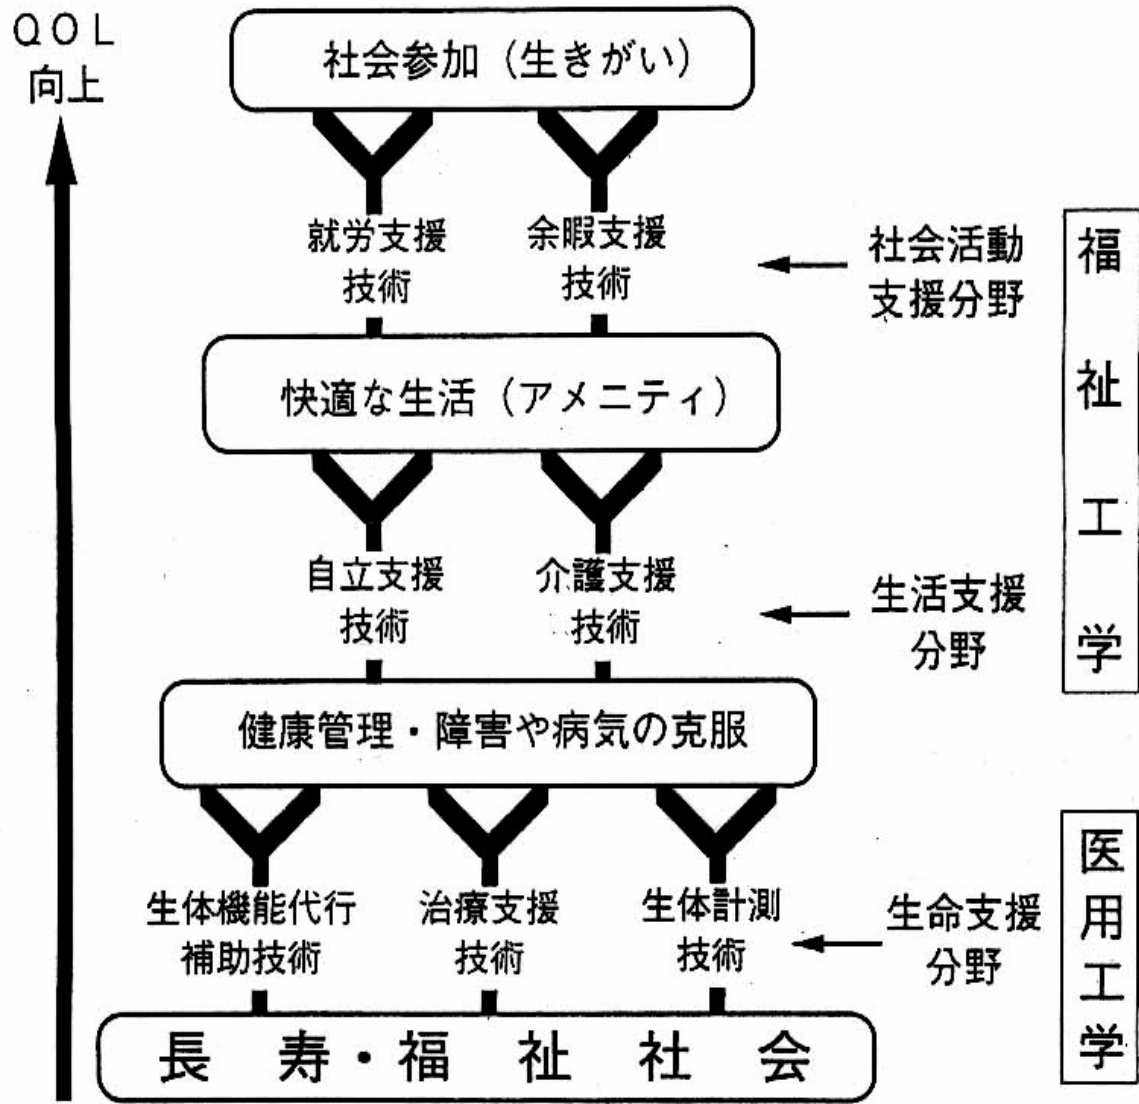 QOL
向上
社会参加（生きがい）
就労支援
技術
余暇支援
技術
社会活動
支援分野
快適な生活（アメニティ）
自立支援
技術
介護支援
技術
生活支援
分野
健康管理・障害や病気の克服
生体機能代行
補助技術
治療支援
技術
生体計測
技術
生命支援
分野
長寿・福祉社会
福祉工学
医用工学